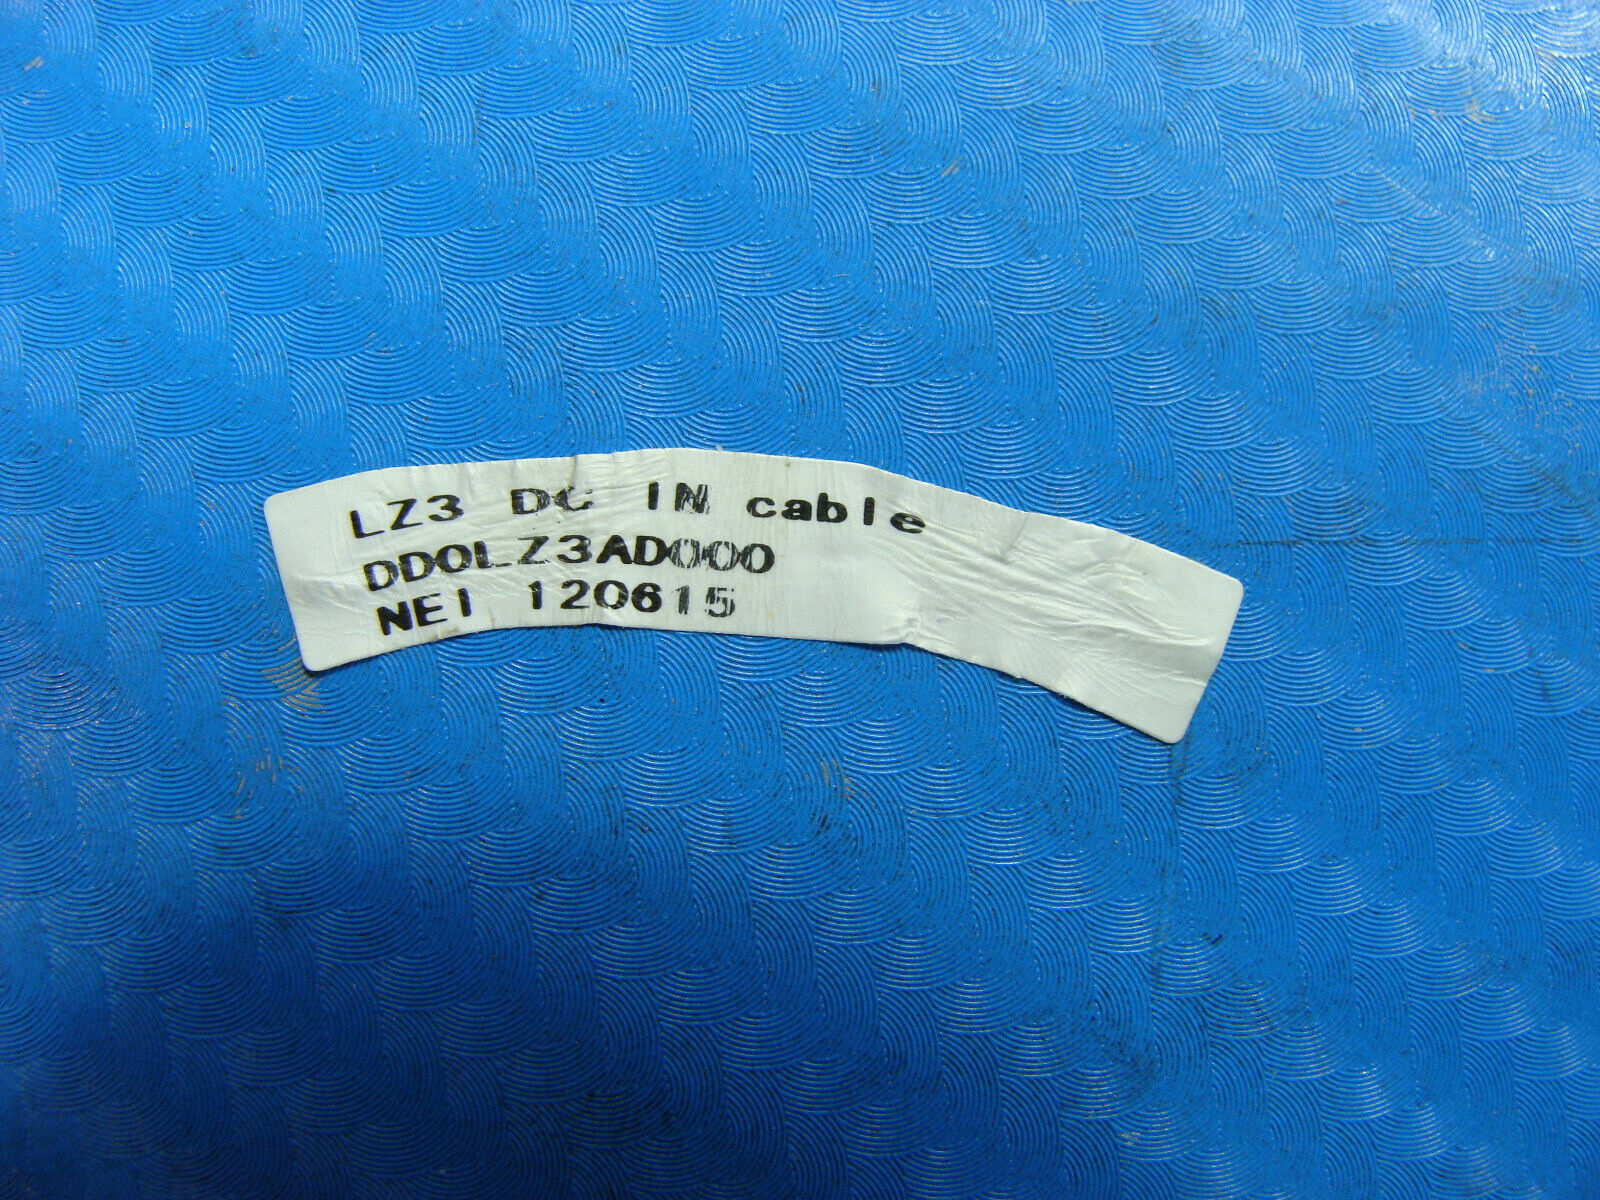 LZ3 DC IN cable
DD0LZ3AD000
NEI 120615